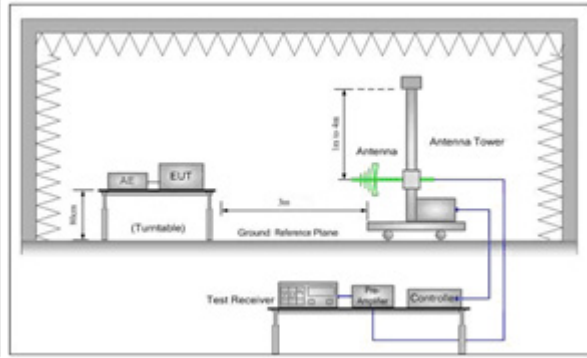 1m to 4m
Antenna
Antenna Tower
AE
EUT
80cm
3m
(Turntable)
Ground Reference Plane
Test Receiver
Pre-
Amplifier
Controller